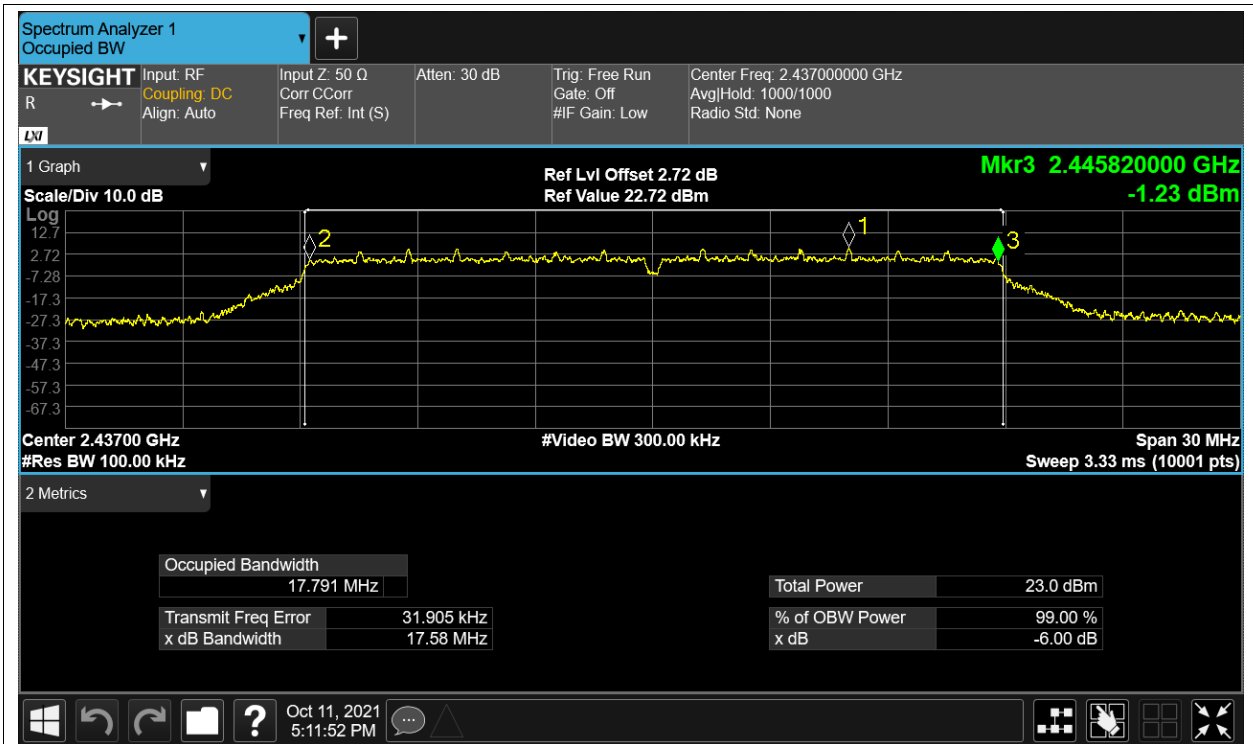 Spectrum Analyzer 1
Occupied BW
KEYSIGHT
R
LXI
Input: RF
Coupling: DC
Align: Auto
Input Z: 50 Ω
Corr CCorr
Freq Ref: Int (S)
Atten: 30 dB
Trig: Free Run
Gate: Off
#IF Gain: Low
Center Freq: 2.437000000 GHz
Avg|Hold: 1000/1000
Radio Std: None
1 Graph
Scale/Div 10.0 dB
Ref Lvl Offset 2.72 dB
Ref Value 22.72 dBm
Mkr3 2.445820000 GHz
-1.23 dBm
Log
12.7
2.72
-7.28
-17.3
-27.3
-37.3
-47.3
-57.3
-67.3
2
1
3
Center 2.43700 GHz
#Video BW 300.00 kHz
Span 30 MHz
#Res BW 100.00 kHz
Sweep 3.33 ms (10001 pts)
2 Metrics
Occupied Bandwidth
17.791 MHz
Total Power 23.0 dBm
Transmit Freq Error 31.905 kHz
% of OBW Power 99.00 %
x dB Bandwidth 17.58 MHz
x dB -6.00 dB
?
Oct 11, 2021
5:11:52 PM